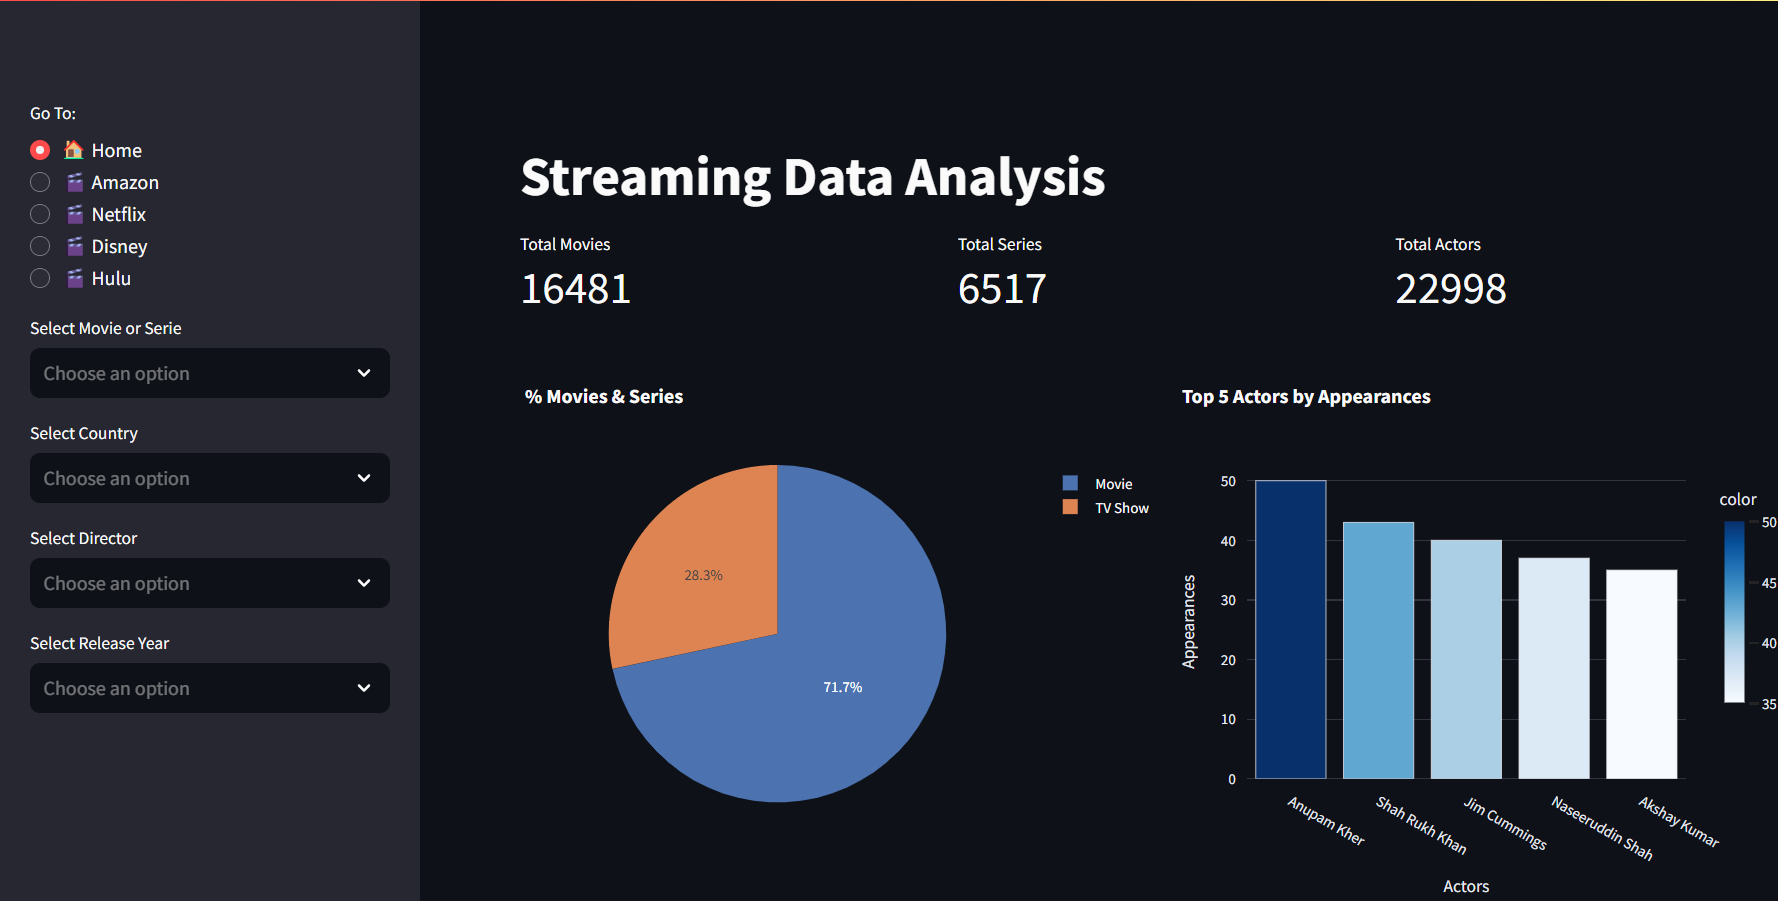 Go To:
Home
Amazon
Netflix
Disney
Hulu
Select Movie or Serie
Choose an option
Select Country
Choose an option
Select Director
Choose an option
Select Release Year
Choose an option
Streaming Data Analysis
Total Movies
16481
Total Series
6517
Total Actors
22998
% Movies & Series
28.3%
71.7%
Movie
TV Show
Top 5 Actors by Appearances
Appearances
50
40
30
20
10
0
Anupam Kher
Shah Rukh Khan
Jim Cummings
Naseeruddin Shah
Akshay Kumar
Actors
color
50
45
40
35